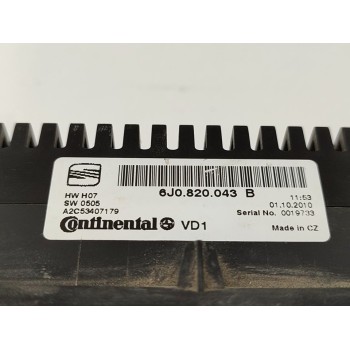 6J0.820.043 B
HW H07
SW 0505
A2C53407179
11:53
01.10.2010
Serial No. 0019733
Continental VD1
Made in CZ